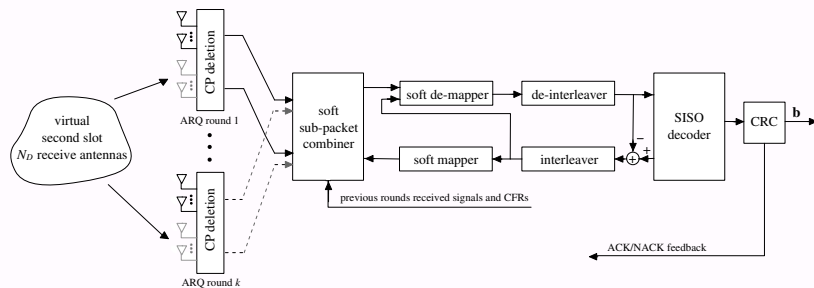 virtual
second slot
N_D receive antennas
CP deletion
ARQ round 1
CP deletion
ARQ round k
soft
sub-packet
combiner
soft de-mapper
de-interleaver
soft mapper
interleaver
−
+
+
SISO
decoder
CRC
b
previous rounds received signals and CFRs
ACK/NACK feedback